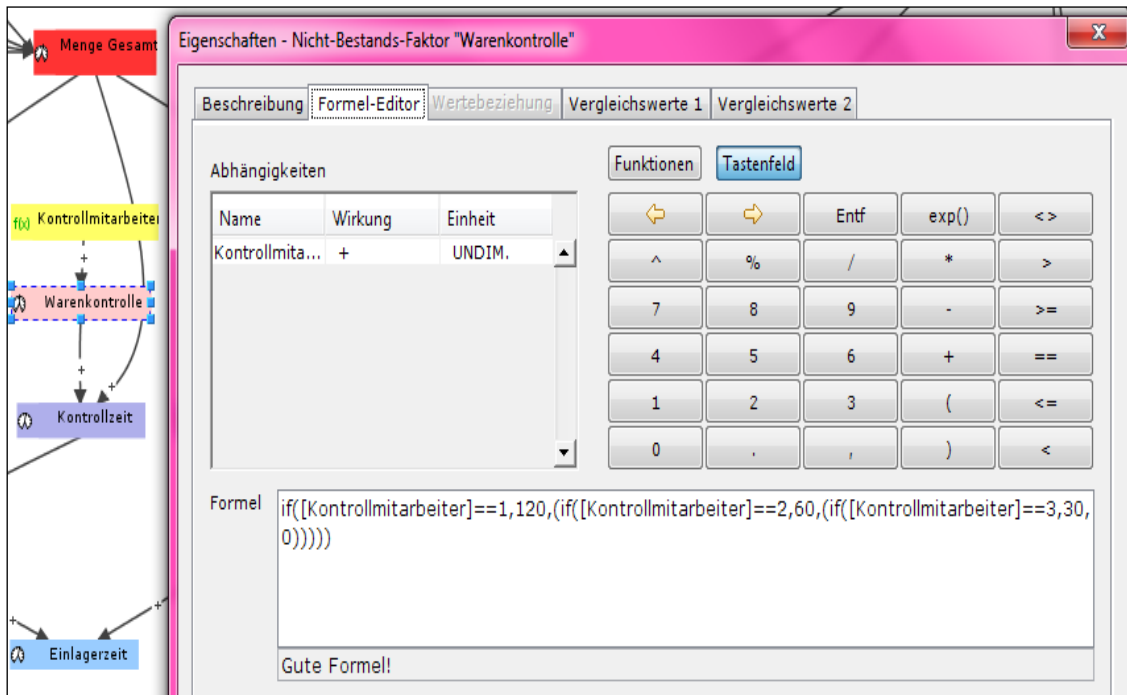 Menge Gesamt
f(x) Kontrollmitarbeiter
+
Warenkontrolle
+
+
Kontrollzeit
+
+
Einlagerzeit
Eigenschaften - Nicht-Bestands-Faktor "Warenkontrolle"
X
Beschreibung Formel-Editor Wertebeziehung Vergleichswerte 1 Vergleichswerte 2
Abhängigkeiten
Name Wirkung Einheit
Kontrollmita... + UNDIM.
Funktionen Tastenfeld
Entf exp() <>
^ % / * >
7 8 9 - >=
4 5 6 + ==
1 2 3 ( <=
0 . , ) <
Formel
if([Kontrollmitarbeiter]==1,120,(if([Kontrollmitarbeiter]==2,60,(if([Kontrollmitarbeiter]==3,30,
0)))))
Gute Formel!